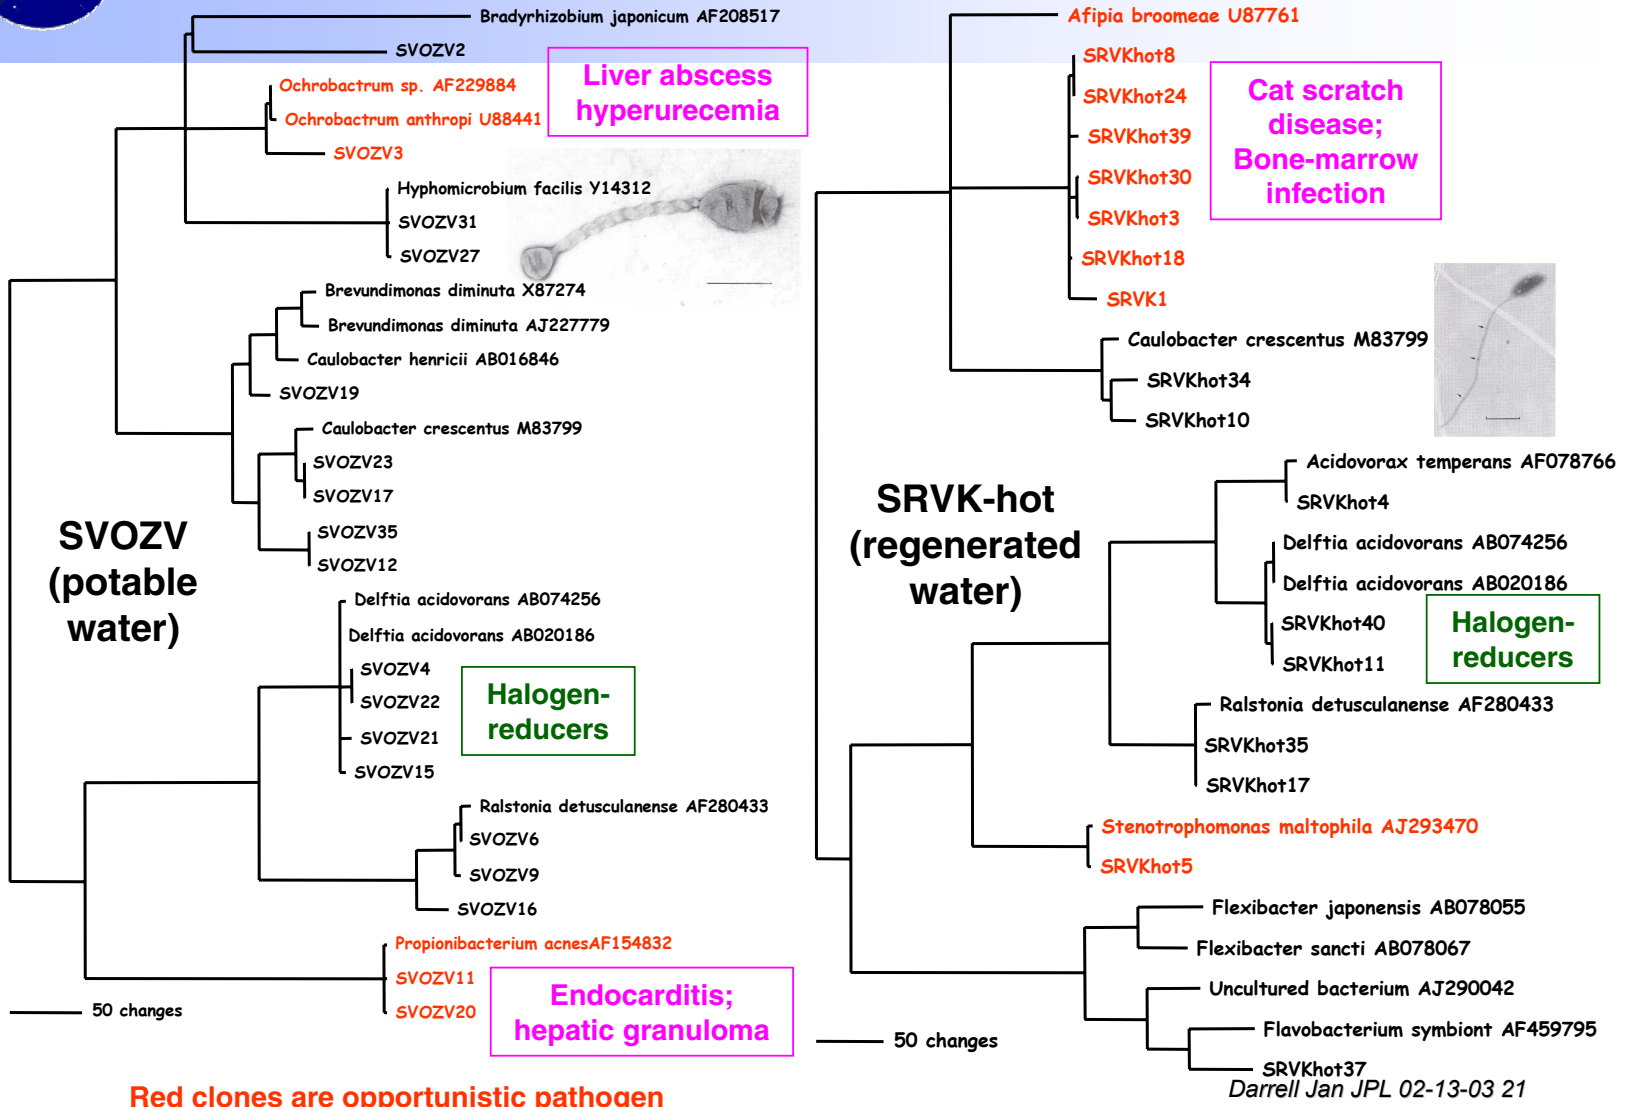 Bradyrhizobium japonicum AF208517
SVOZV2
Ochrobactrum sp. AF229884
Ochrobactrum anthropi U88441
SVOZV3
Liver abscess
hyperurecemia
Hyphomicrobium facilis Y14312
SVOZV31
SVOZV27
Brevundimonas diminuta X87274
Brevundimonas diminuta AJ227779
Caulobacter henricii AB016846
SVOZV19
Caulobacter crescentus M83799
SVOZV23
SVOZV17
SVOZV35
SVOZV12
SVOZV
(potable
water)
Delftia acidovorans AB074256
Delftia acidovorans AB020186
SVOZV4
SVOZV22
SVOZV21
SVOZV15
Halogen-
reducers
Ralstonia detusculanense AF280433
SVOZV6
SVOZV9
SVOZV16
Propionibacterium acnesAF154832
SVOZV11
SVOZV20
Endocarditis;
hepatic granuloma
50 changes
Red clones are opportunistic pathogen
Afipia broomeae U87761
SRVKhot8
SRVKhot24
SRVKhot39
SRVKhot30
SRVKhot3
SRVKhot18
SRVK1
Cat scratch
disease;
Bone-marrow
infection
Caulobacter crescentus M83799
SRVKhot34
SRVKhot10
SRVK-hot
(regenerated
water)
Acidovorax temperans AF078766
SRVKhot4
Delftia acidovorans AB074256
Delftia acidovorans AB020186
SRVKhot40
SRVKhot11
Halogen-
reducers
Ralstonia detusculanense AF280433
SRVKhot35
SRVKhot17
Stenotrophomonas maltophila AJ293470
SRVKhot5
Flexibacter japonensis AB078055
Flexibacter sancti AB078067
Uncultured bacterium AJ290042
Flavobacterium symbiont AF459795
SRVKhot37
50 changes
Darrell Jan JPL 02-13-03 21